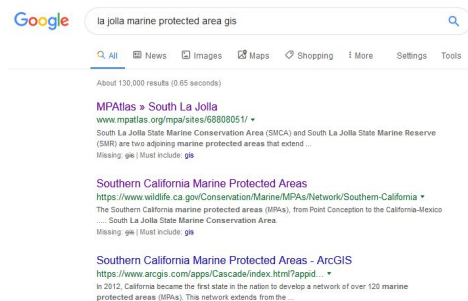 Google la jolla marine protected area gis
All News Images Maps Shopping More Settings Tools
About 130,000 results (0.65 seconds)
MPAtlas » South La Jolla
www.mpatlas.org/mpa/sites/68808051/
South La Jolla State Marine Conservation Area (SMCA) and South La Jolla State Marine Reserve
(SMR) are two adjoining marine protected areas that extend ...
Missing: gis | Must include: gis
Southern California Marine Protected Areas
https://www.wildlife.ca.gov/Conservation/Marine/MPAs/Network/Southern-California
The Southern California marine protected areas (MPAs), from Point Conception to the California-Mexico
..... South La Jolla State Marine Conservation Area.
Missing: gis | Must include: gis
Southern California Marine Protected Areas - ArcGIS
https://www.arcgis.com/apps/Cascade/index.html?appid...
In 2012, California became the first state in the nation to develop a network of over 120 marine
protected areas (MPAs). This network extends from the ...